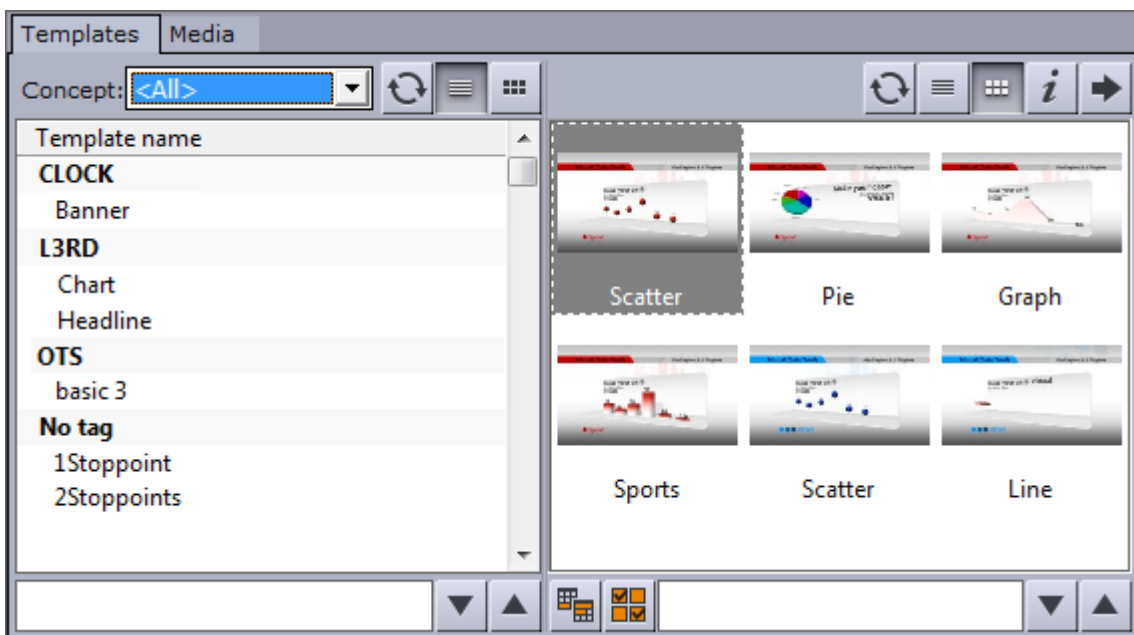 Templates Media
Concept: <All>
Template name
CLOCK
Banner
L3RD
Chart
Headline
OTS
basic 3
No tag
1Stoppoint
2Stoppoints
i
Scatter Pie Graph
Sports Scatter Line